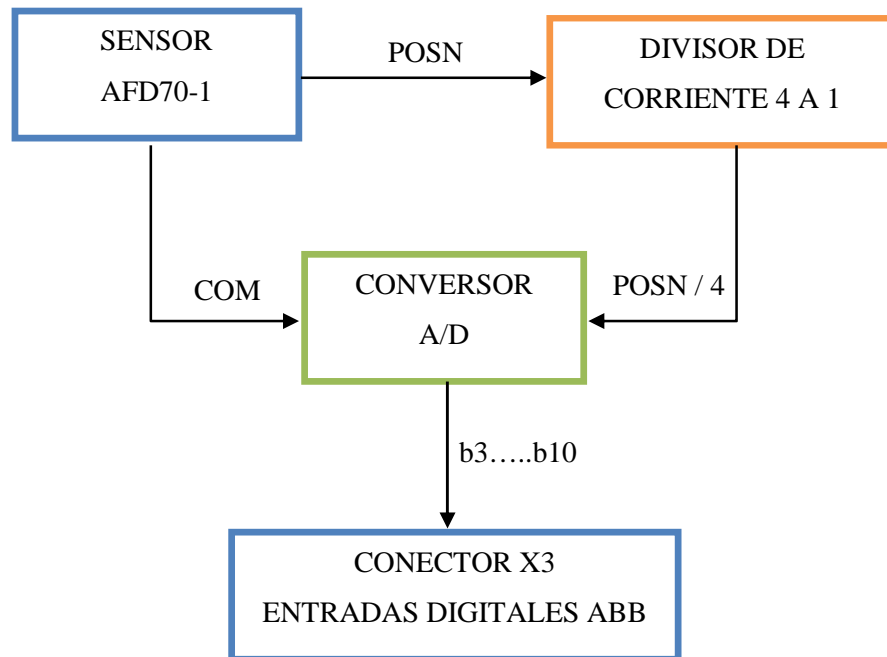 SENSOR
AFD70-1
POSN
DIVISOR DE
CORRIENTE 4 A 1
COM
CONVERSOR
A/D
POSN / 4
b3.....b10
CONECTOR X3
ENTRADAS DIGITALES ABB